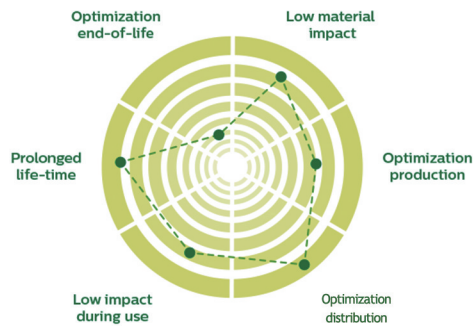 Optimization
end-of-life
Low material
impact
Prolonged
life-time
Optimization
production
Low impact
during use
Optimization
distribution